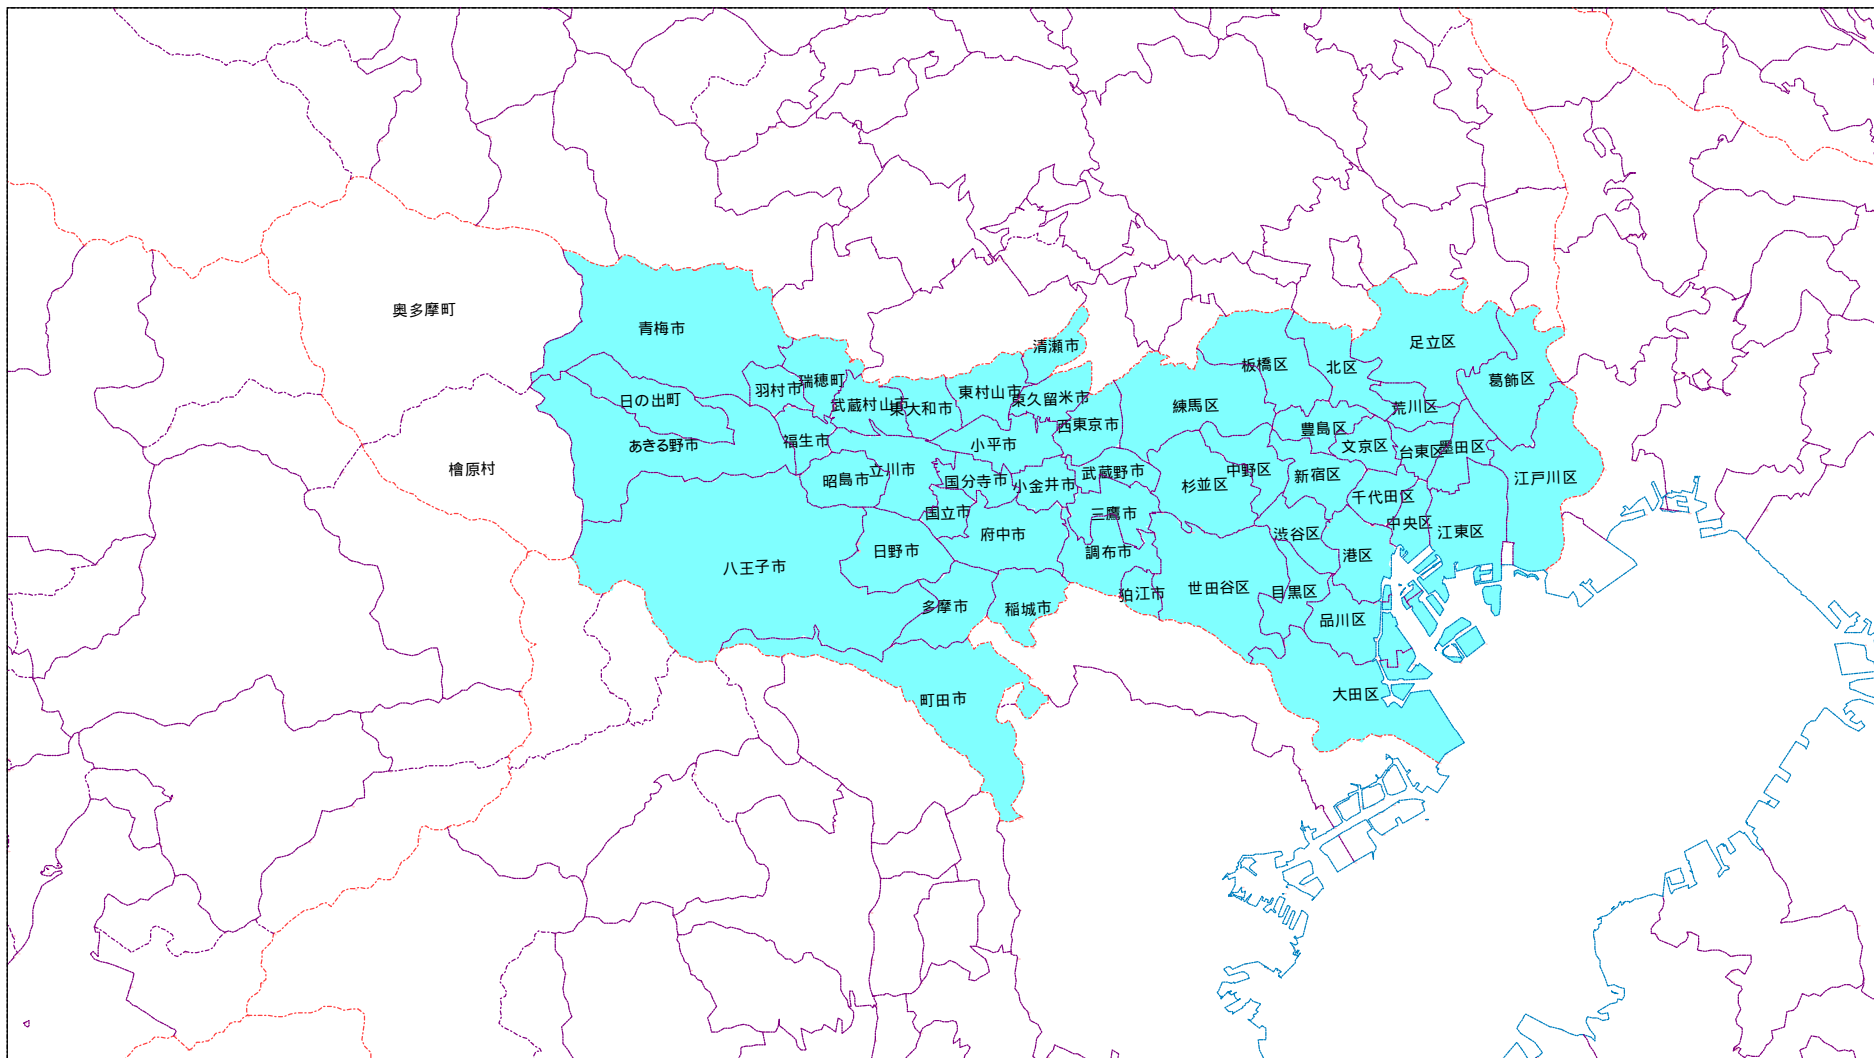 奥多摩町
青梅市
清瀬市
足立区
板橋区
北区
瑞穂町
葛飾区
羽村市
東村山市
日の出町
東久留米市
武蔵村山市
東大和市
練馬区
荒川区
西東京市
豊島区
福生市
あきる野市
小平市
文京区
台東区
墨田区
檜原村
立川市
武蔵野市
中野区
新宿区
昭島市
国分寺市
小金井市
杉並区
江戸川区
千代田区
国立市
三鷹市
中央区
府中市
渋谷区
江東区
日野市
調布市
港区
八王子市
世田谷区
目黒区
狛江市
多摩市
稲城市
品川区
町田市
大田区